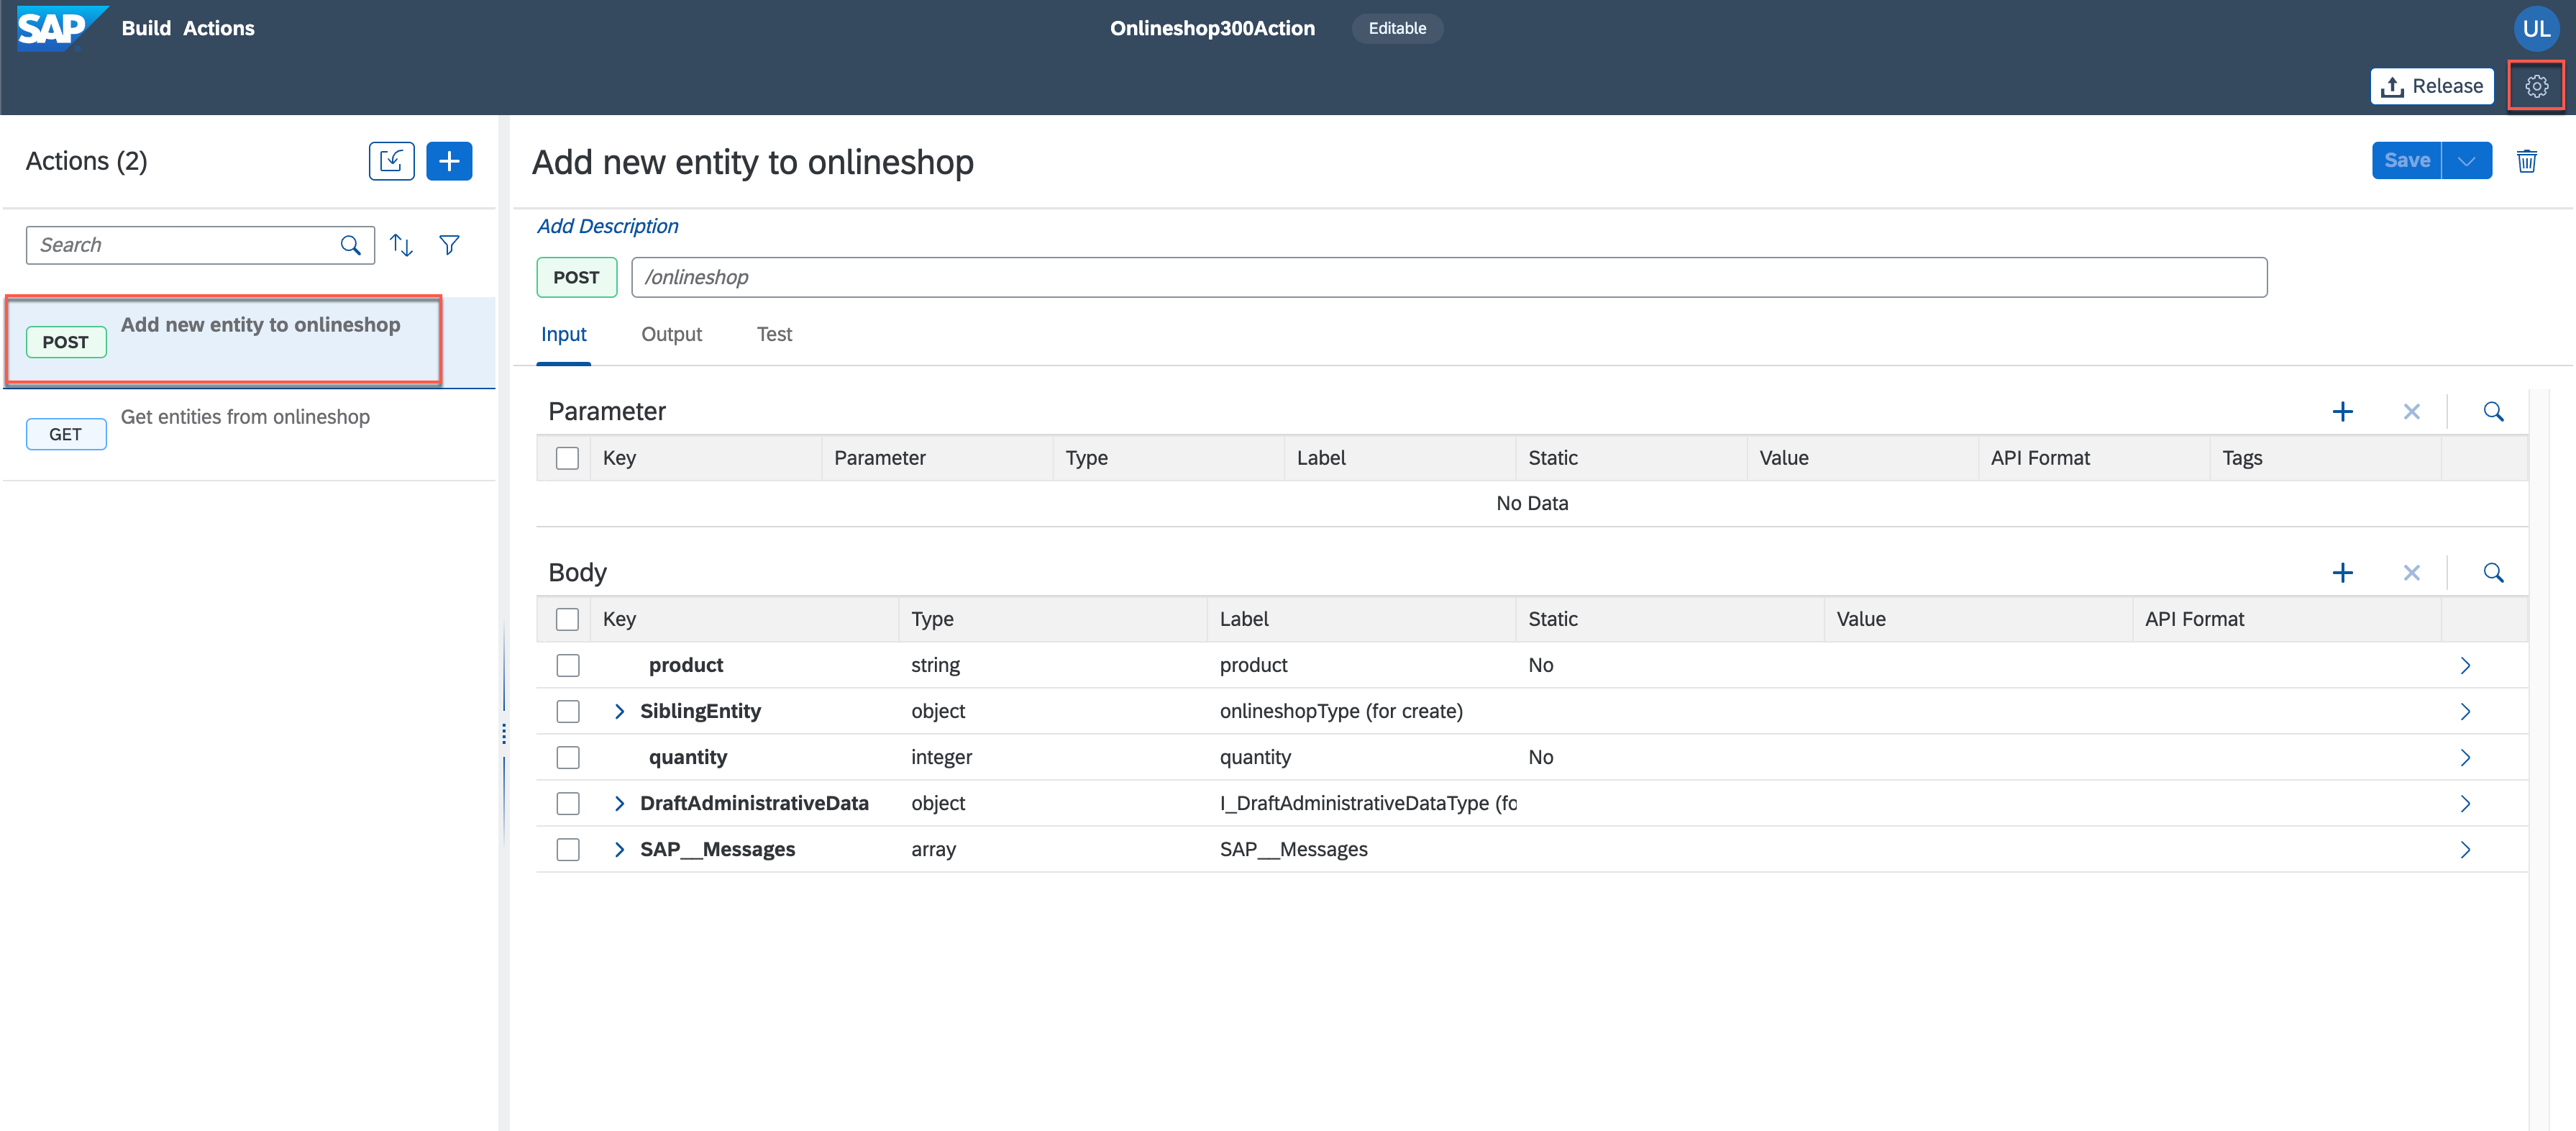 SAP
Build Actions
Onlineshop300Action
Editable
UL
Release
Actions (2)
Search
POST
Add new entity to onlineshop
GET
Get entities from onlineshop
Add new entity to onlineshop
Save
Add Description
POST
/onlineshop
Input Output Test
Parameter
Key Parameter Type Label Static Value API Format Tags
No Data
Body
Key Type Label Static Value API Format
product string product No
SiblingEntity object onlineshopType (for create)
quantity integer quantity No
DraftAdministrativeData object I_DraftAdministrativeDataType (fo
SAP__Messages array SAP__Messages